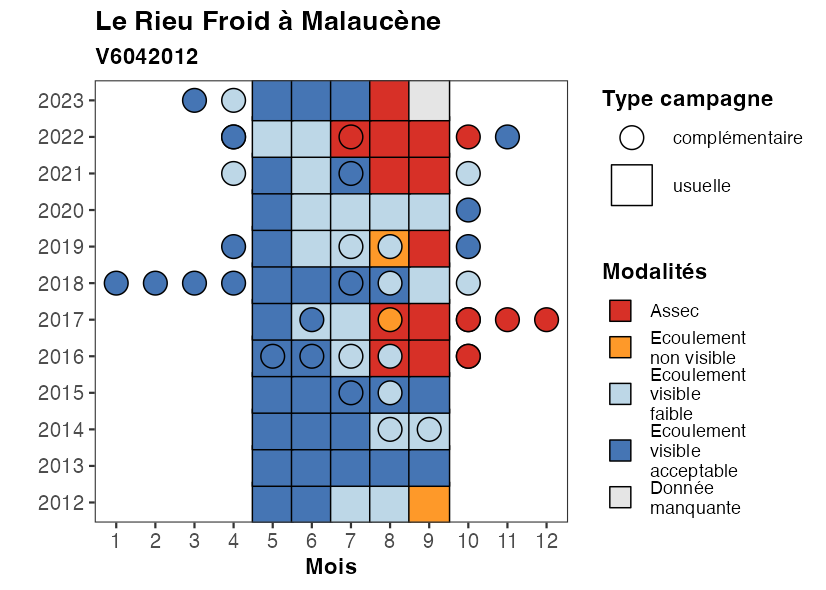 Le Rieu Froid à Malaucène
V6042012
2023
2022
2021
2020
2019
2018
2017
2016
2015
2014
2013
2012
1 2 3 4 5 6 7 8 9 10 11 12
Mois
Type campagne
complémentaire
usuelle
Modalités
Assec
Ecoulement
non visible
Ecoulement
visible
faible
Ecoulement
visible
acceptable
Donnée
manquante